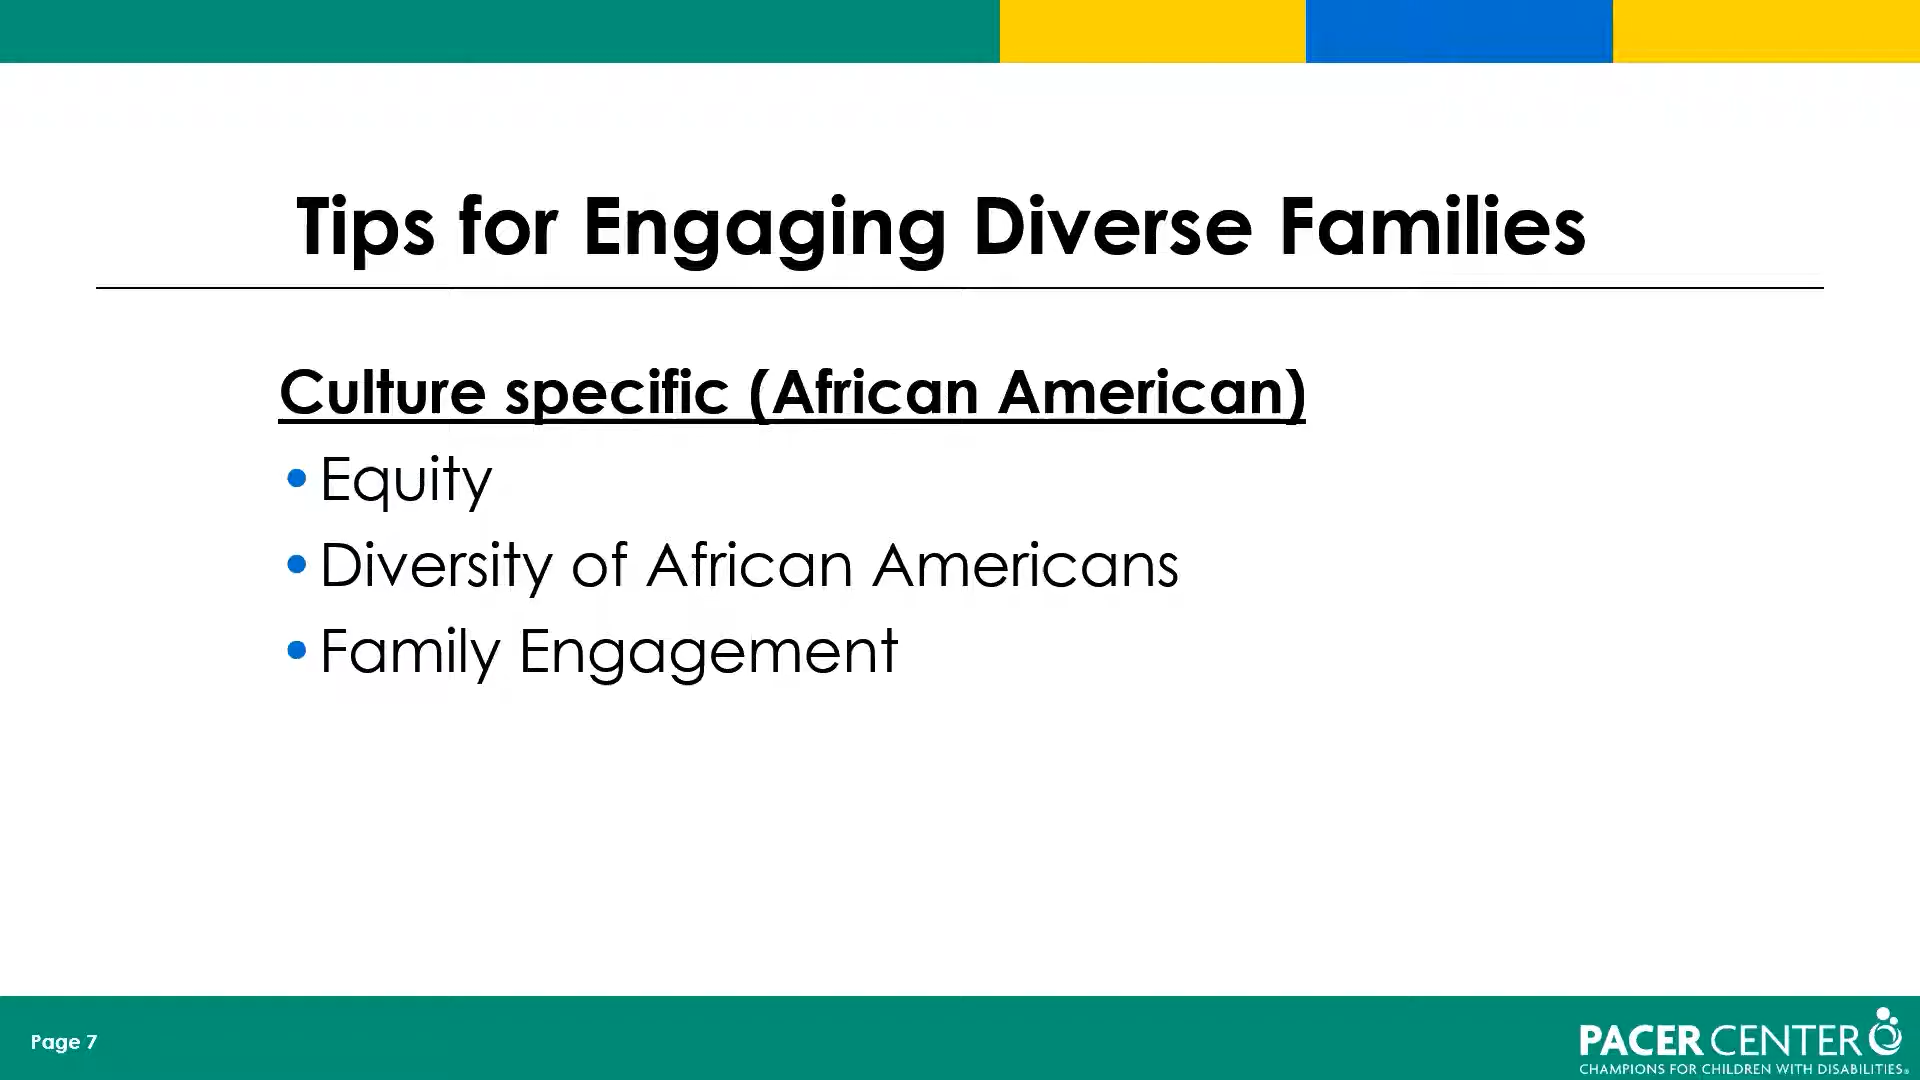 Tips for Engaging Diverse Families
Culture specific (African American)
• Equity
• Diversity of African Americans
• Family Engagement
Page 7
PACER CENTER
CHAMPIONS FOR CHILDREN WITH DISABILITIES®